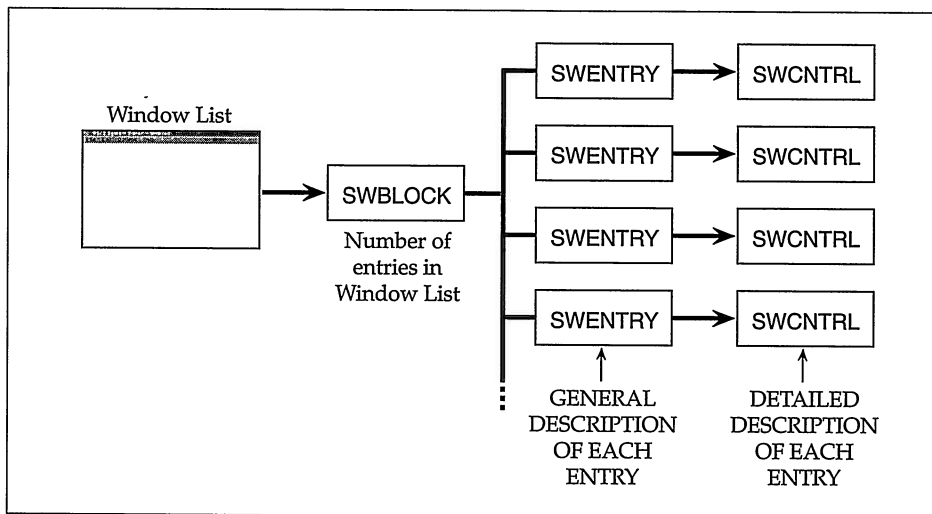 Window List
SWBLOCK
Number of
entries in
Window List
SWENTRY
SWCNTRL
SWENTRY
SWCNTRL
SWENTRY
SWCNTRL
SWENTRY
SWCNTRL
GENERAL
DESCRIPTION
OF EACH
ENTRY
DETAILED
DESCRIPTION
OF EACH
ENTRY